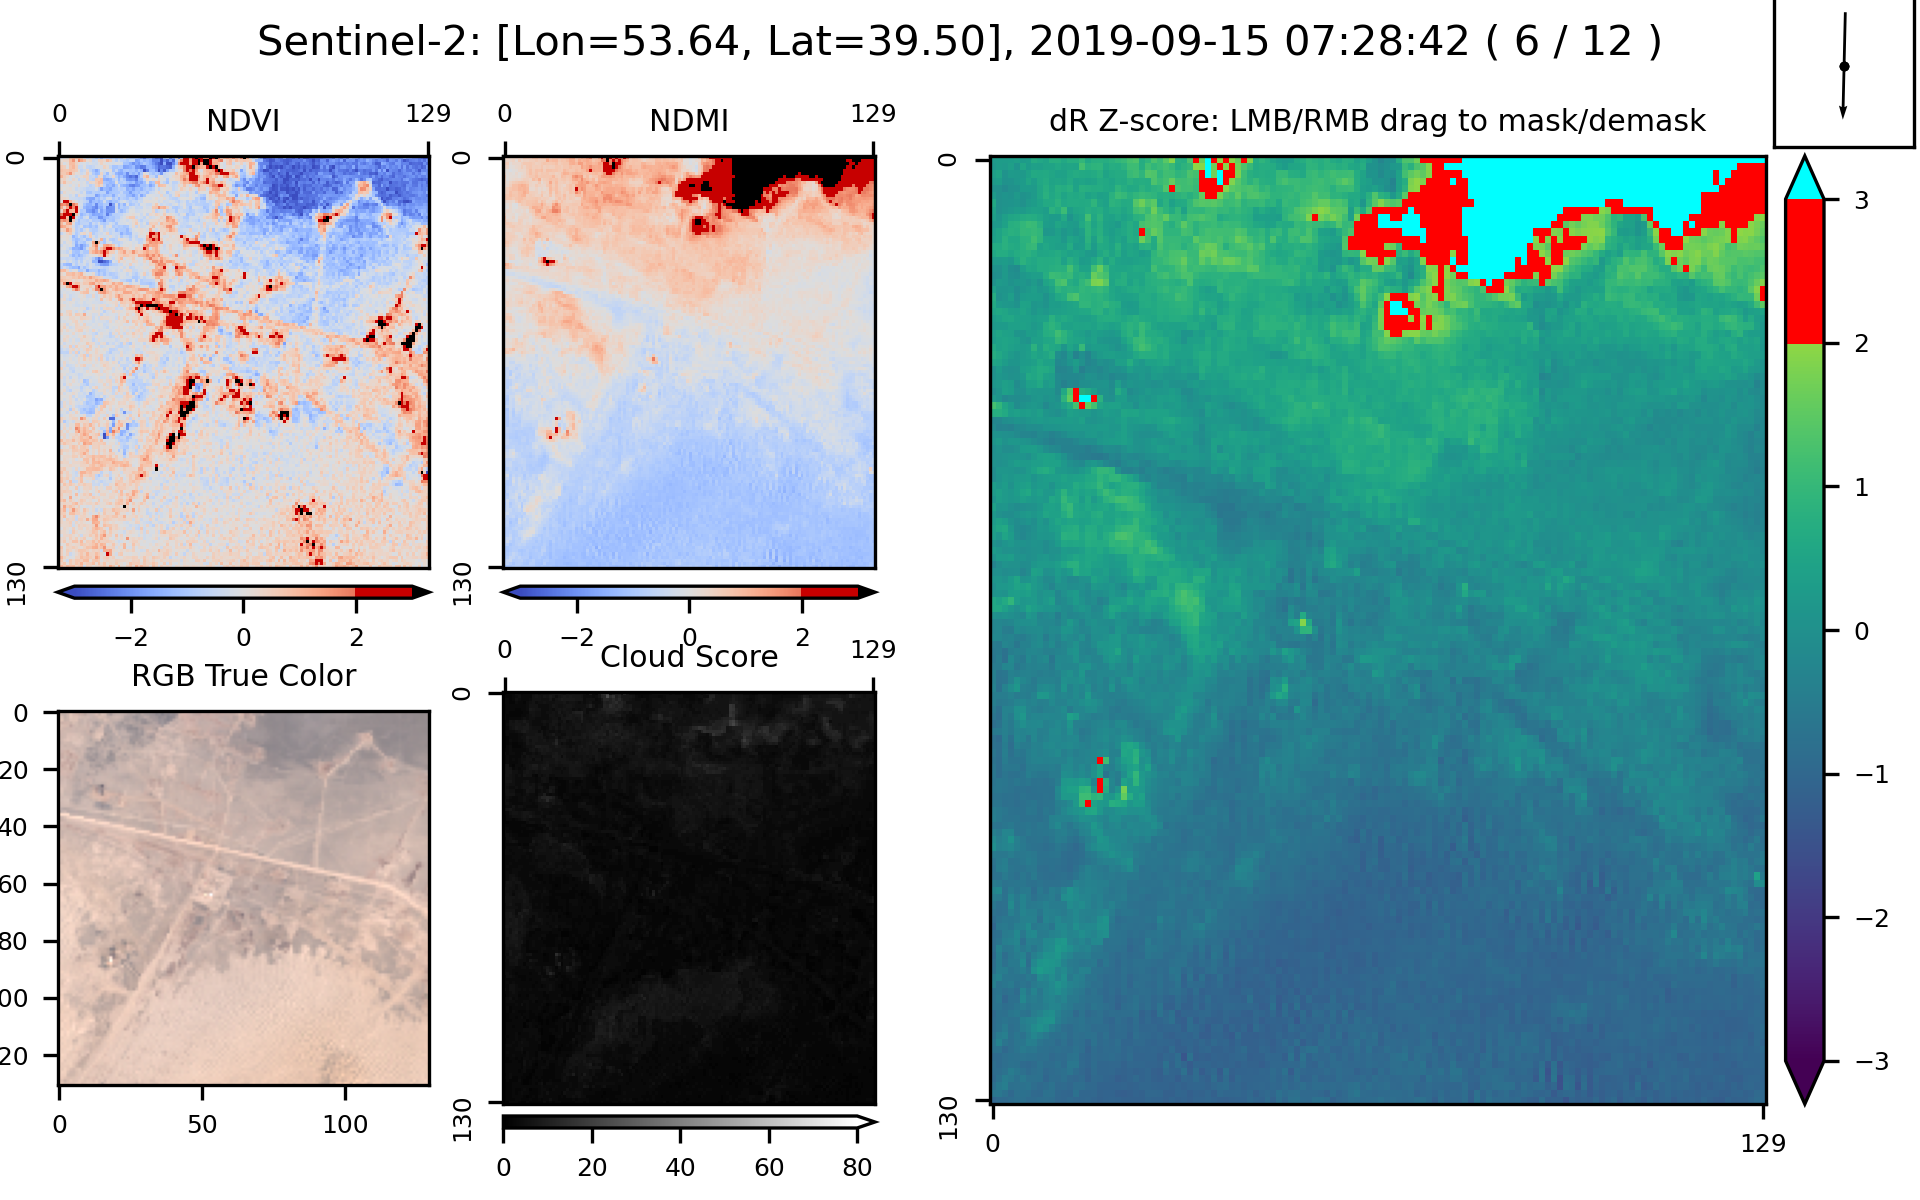 Sentinel-2: [Lon=53.64, Lat=39.50], 2019-09-15 07:28:42 ( 6 / 12 )
0 NDVI 129
0 NDMI 129
dR Z-score: LMB/RMB drag to mask/demask
0
130
−2 0 2
0
130
−2 0 2
0
130
0 129
3
2
1
0
−1
−2
−3
RGB True Color
0
20
40
60
80
00
20
0 50 100
0 Cloud Score 129
0
130
0 20 40 60 80